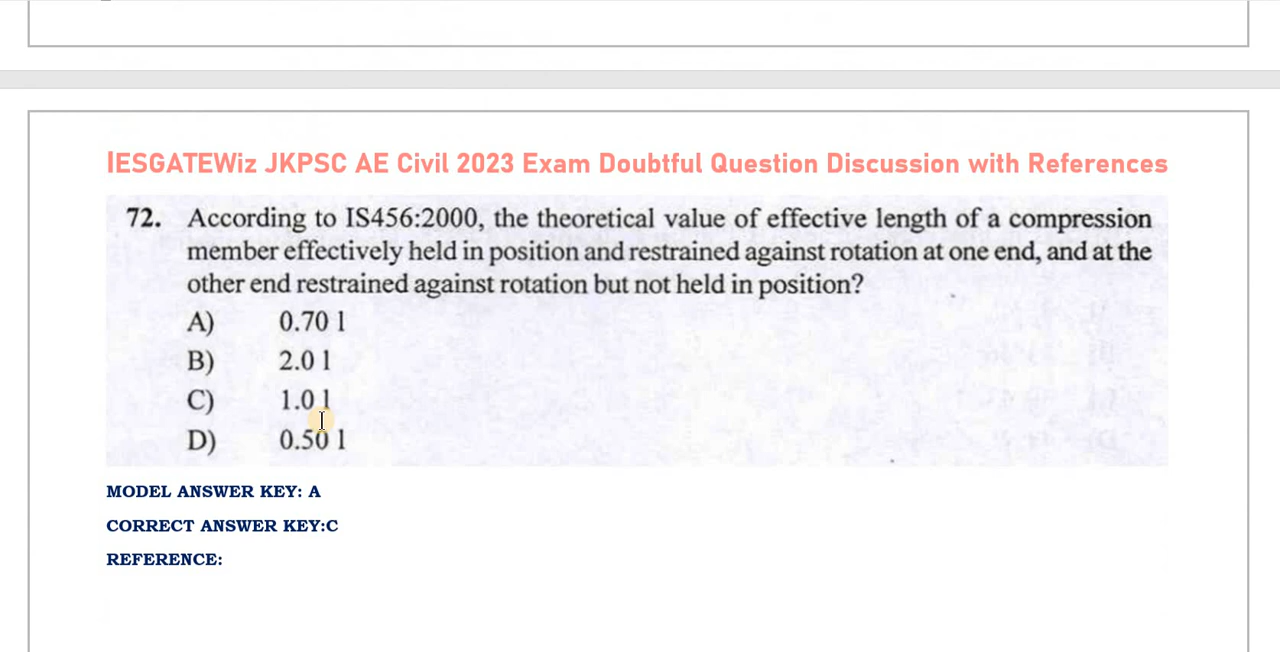 IESGATEWiz JKPSC AE Civil 2023 Exam Doubtful Question Discussion with References
72. According to IS456:2000, the theoretical value of effective length of a compression
member effectively held in position and restrained against rotation at one end, and at the
other end restrained against rotation but not held in position?
A) 0.70 l
B) 2.0 l
C) 1.0 l
D) 0.50 l
MODEL ANSWER KEY: A
CORRECT ANSWER KEY:C
REFERENCE: